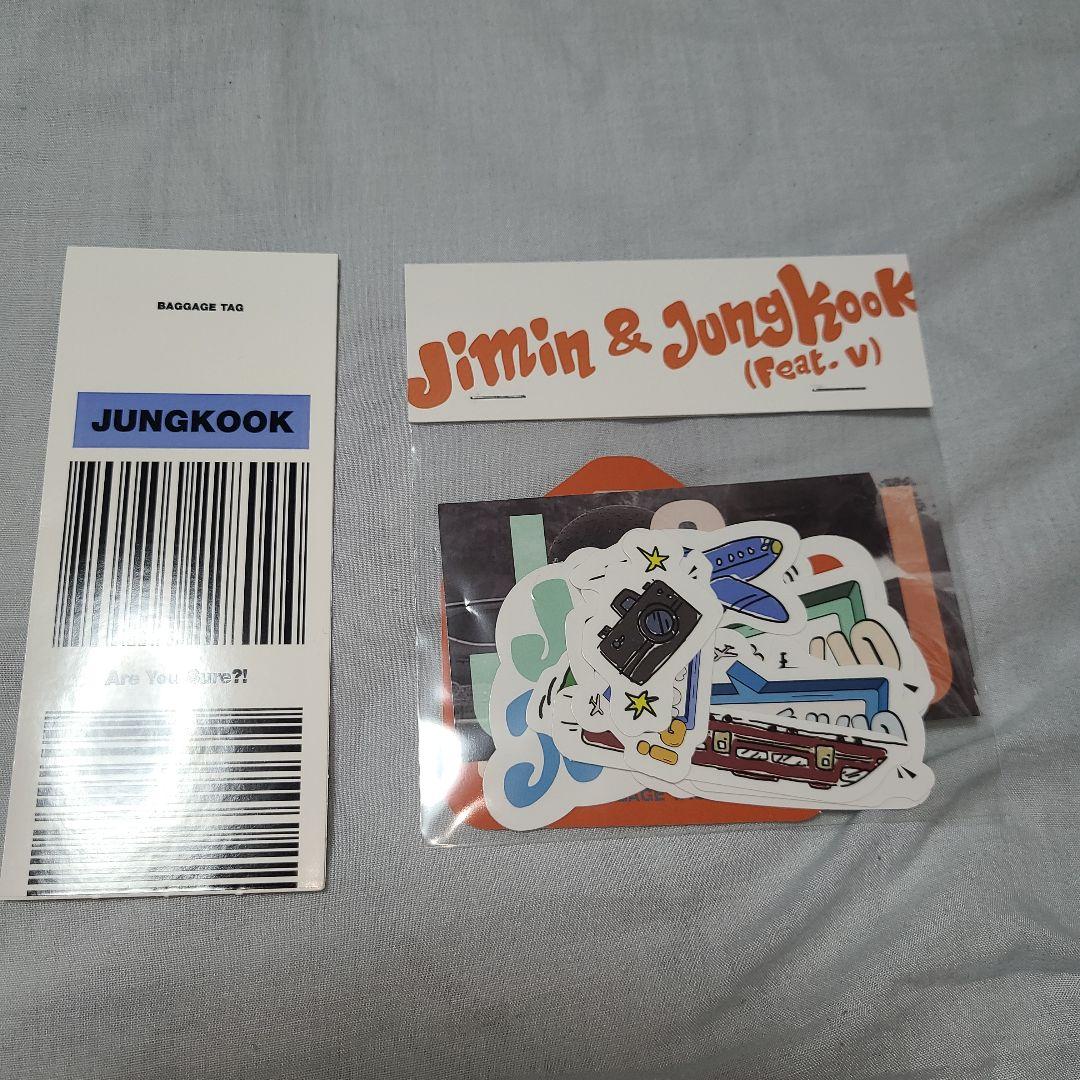 BAGGAGE TAG
JUNGKOOK
Are You Sure?!
Jimin & Jungkook
(Feat. V)